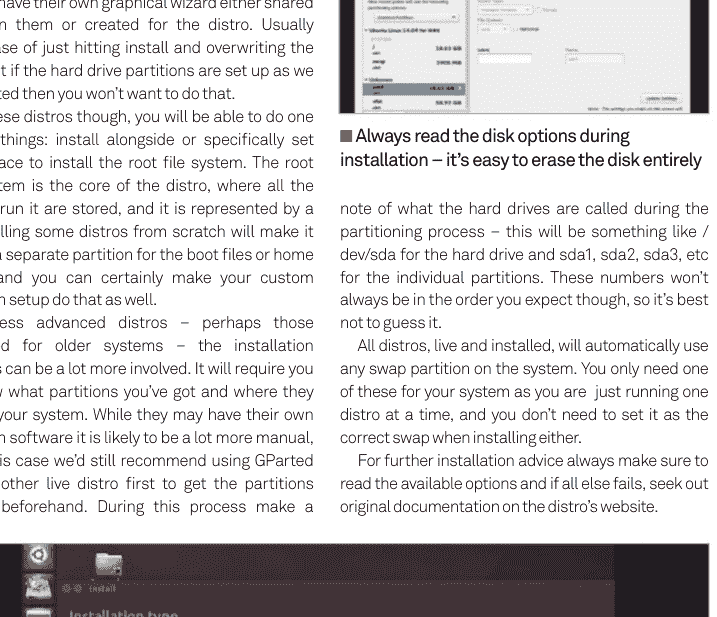 have their own graphical wizard either shared
n them or created for the distro. Usually
ase of just hitting install and overwriting the
t if the hard drive partitions are set up as we
ted then you won't want to do that.
ese distros though, you will be able to do one
things: install alongside or specifically set
ace to install the root file system. The root
tem is the core of the distro, where all the
run it are stored, and it is represented by a
lling some distros from scratch will make it
a separate partition for the boot files or home
and you can certainly make your custom
n setup do that as well.
ess advanced distros – perhaps those
d for older systems – the installation
s can be a lot more involved. It will require you
w what partitions you've got and where they
your system. While they may have their own
n software it is likely to be a lot more manual,
is case we'd still recommend using GParted
other live distro first to get the partitions
beforehand. During this process make a
Always read the disk options during
installation – it's easy to erase the disk entirely
note of what the hard drives are called during the
partitioning process – this will be something like /
dev/sda for the hard drive and sda1, sda2, sda3, etc
for the individual partitions. These numbers won't
always be in the order you expect though, so it's best
not to guess it.
All distros, live and installed, will automatically use
any swap partition on the system. You only need one
of these for your system as you are just running one
distro at a time, and you don't need to set it as the
correct swap when installing either.
For further installation advice always make sure to
read the available options and if all else fails, seek out
original documentation on the distro's website.
Install
Installation type